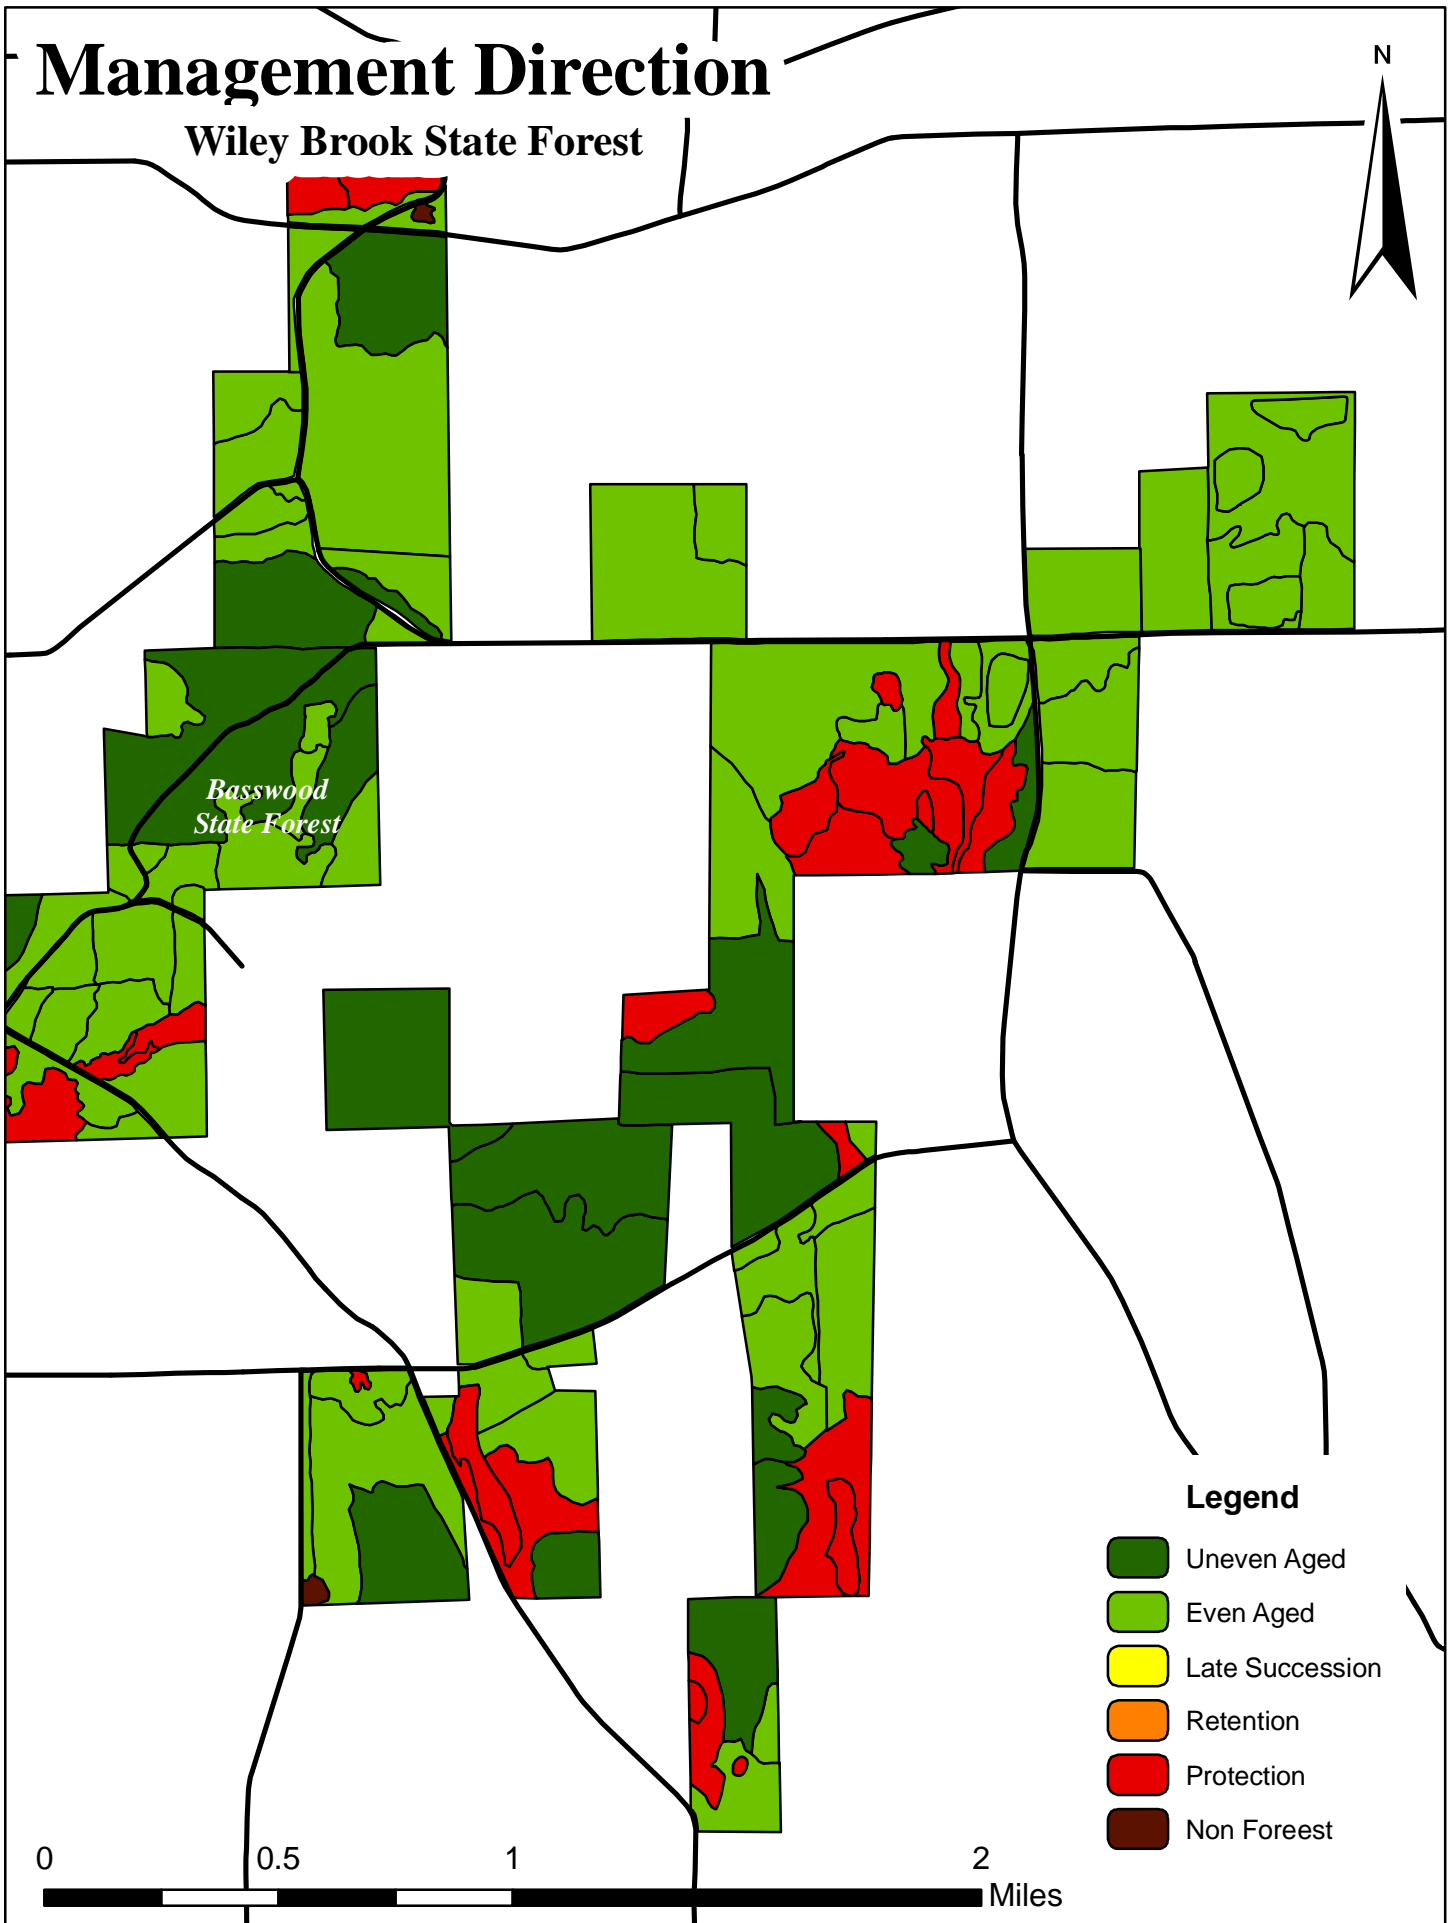 Management Direction
Wiley Brook State Forest
N
Basswood
State Forest
Legend
Uneven Aged
Even Aged
Late Succession
Retention
Protection
Non Foreest
0 0.5 1 2
Miles